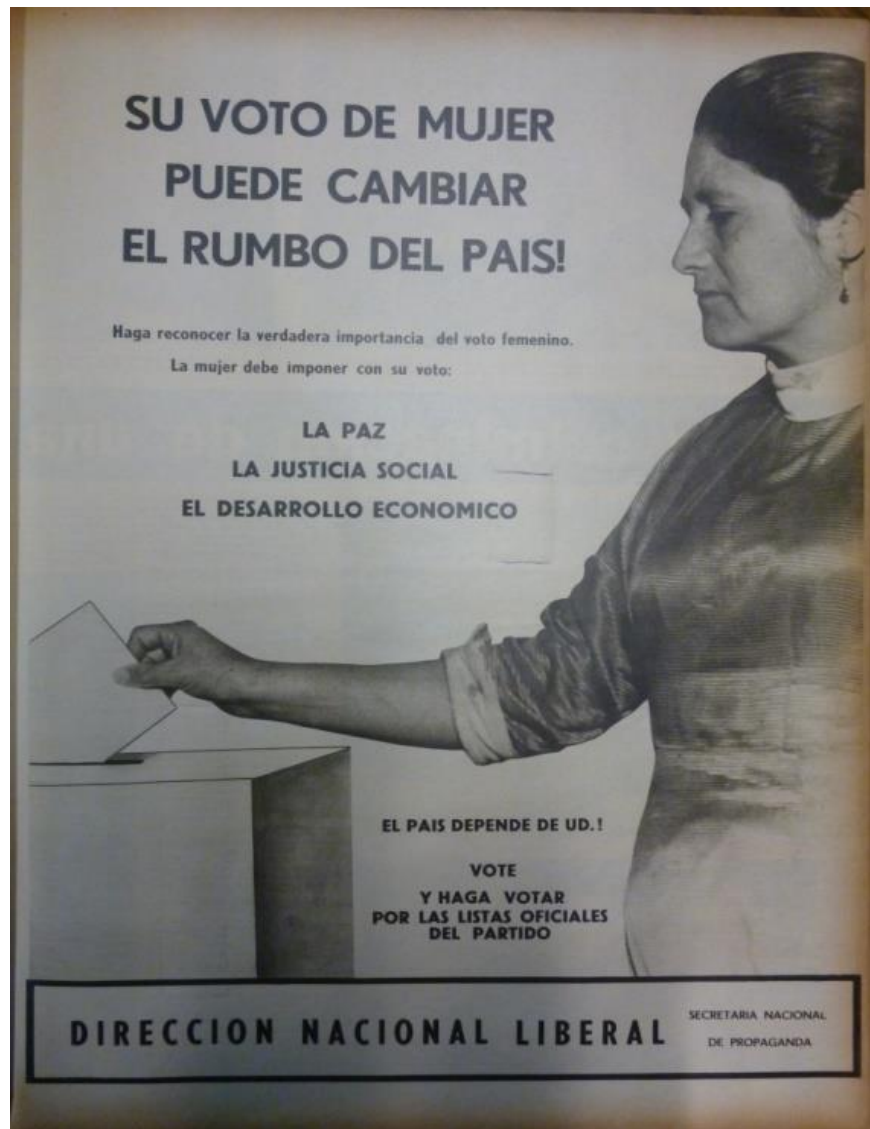 SU VOTO DE MUJER
PUEDE CAMBIAR
EL RUMBO DEL PAIS!
Haga reconocer la verdadera importancia del voto femenino.
La mujer debe imponer con su voto:
LA PAZ
LA JUSTICIA SOCIAL
EL DESARROLLO ECONOMICO
EL PAIS DEPENDE DE UD.!
VOTE
Y HAGA VOTAR
POR LAS LISTAS OFICIALES
DEL PARTIDO
DIRECCION NACIONAL LIBERAL
SECRETARIA NACIONAL
DE PROPAGANDA